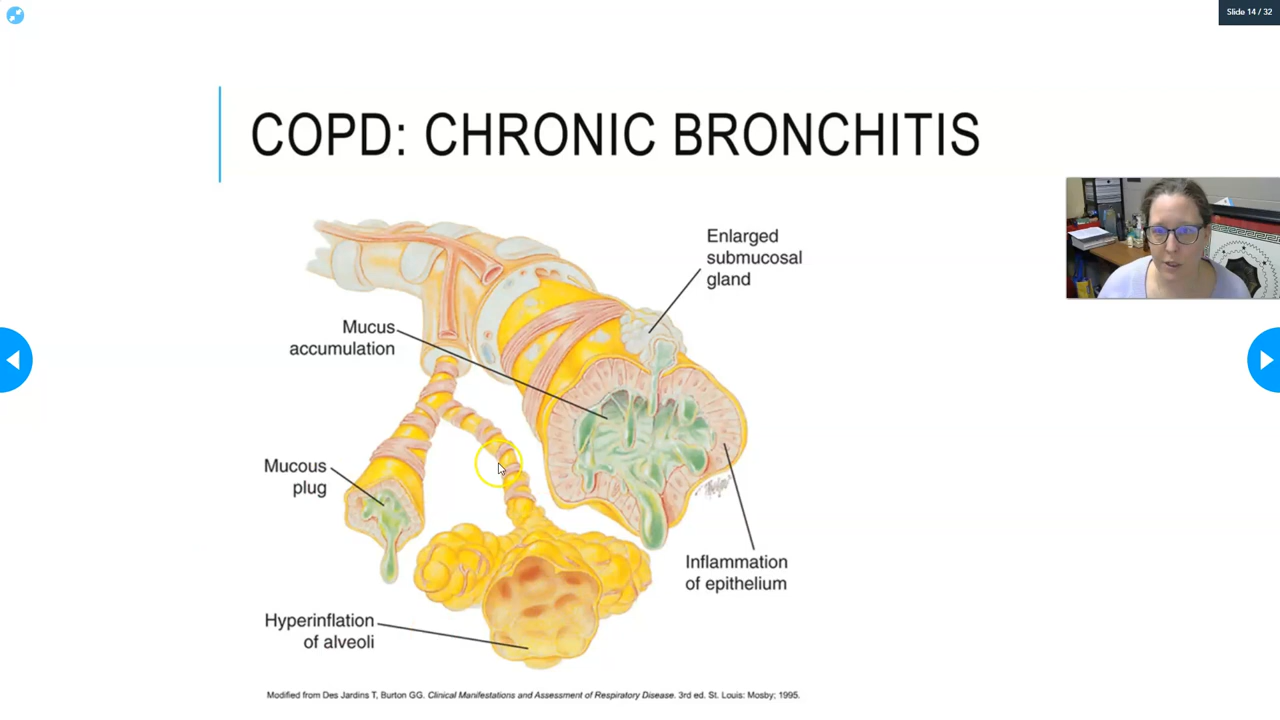 Slide 14 / 32
COPD: CHRONIC BRONCHITIS
Enlarged
submucosal
gland
Mucus
accumulation
Mucous
plug
Inflammation
of epithelium
Hyperinflation
of alveoli
Modified from Des Jardins T, Burton GG. Clinical Manifestations and Assessment of Respiratory Disease. 3rd ed. St. Louis: Mosby; 1995.